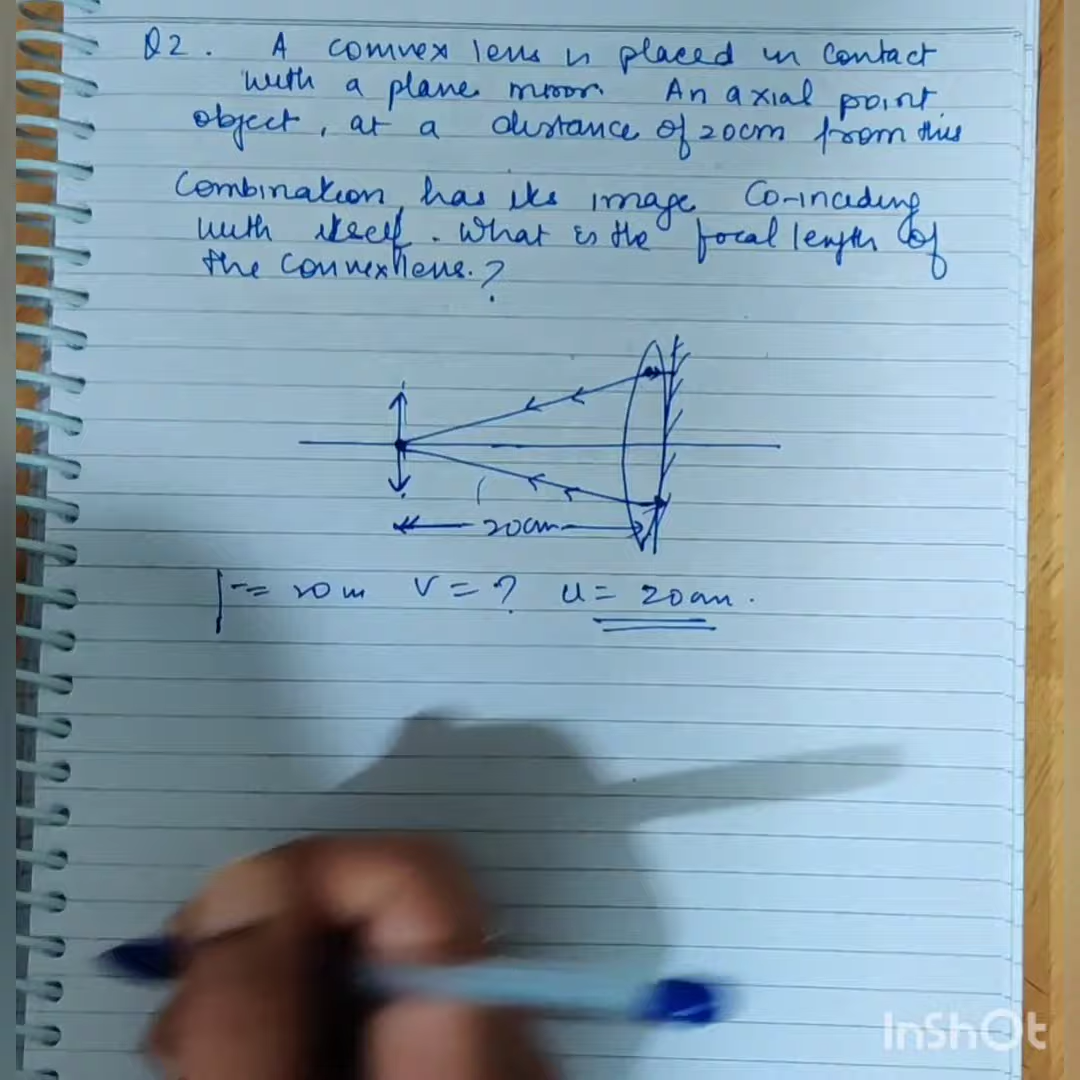 Q2. A convex lens is placed in contact
with a plane mirror. An axial point
object, at a distance of 20cm from this
Combination, has its image Co-inciding
with itself. What is the focal length of
the convex lens.?
20cm
V = ? u = 20cm.
InShOt